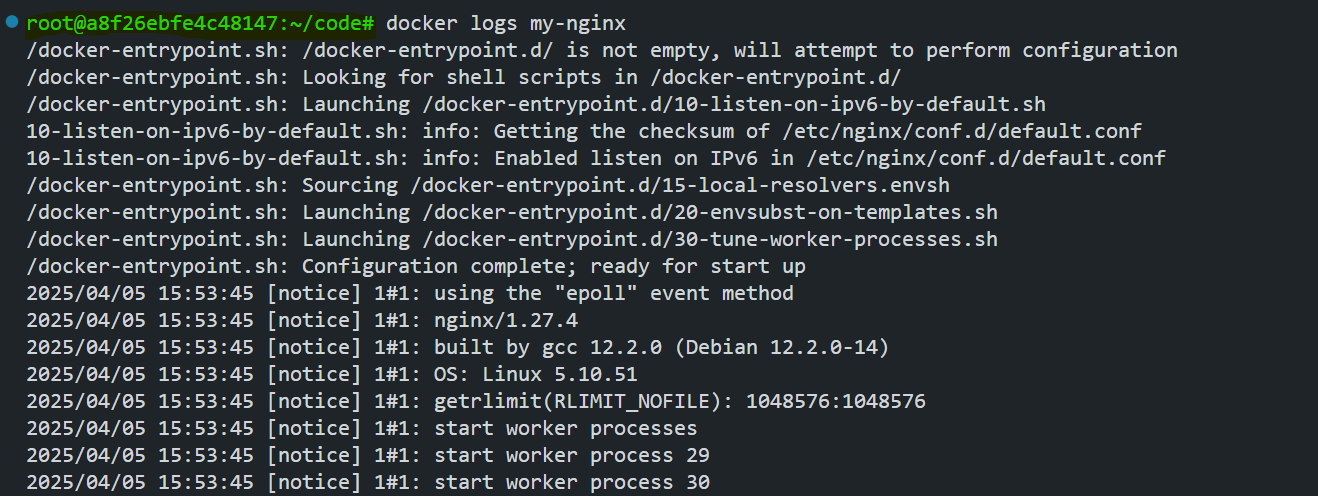 root@a8f26ebfe4c48147:~/code# docker logs my-nginx
/docker-entrypoint.sh: /docker-entrypoint.d/ is not empty, will attempt to perform configuration
/docker-entrypoint.sh: Looking for shell scripts in /docker-entrypoint.d/
/docker-entrypoint.sh: Launching /docker-entrypoint.d/10-listen-on-ipv6-by-default.sh
10-listen-on-ipv6-by-default.sh: info: Getting the checksum of /etc/nginx/conf.d/default.conf
10-listen-on-ipv6-by-default.sh: info: Enabled listen on IPv6 in /etc/nginx/conf.d/default.conf
/docker-entrypoint.sh: Sourcing /docker-entrypoint.d/15-local-resolvers.envsh
/docker-entrypoint.sh: Launching /docker-entrypoint.d/20-envsubst-on-templates.sh
/docker-entrypoint.sh: Launching /docker-entrypoint.d/30-tune-worker-processes.sh
/docker-entrypoint.sh: Configuration complete; ready for start up
2025/04/05 15:53:45 [notice] 1#1: using the "epoll" event method
2025/04/05 15:53:45 [notice] 1#1: nginx/1.27.4
2025/04/05 15:53:45 [notice] 1#1: built by gcc 12.2.0 (Debian 12.2.0-14)
2025/04/05 15:53:45 [notice] 1#1: OS: Linux 5.10.51
2025/04/05 15:53:45 [notice] 1#1: getrlimit(RLIMIT_NOFILE): 1048576:1048576
2025/04/05 15:53:45 [notice] 1#1: start worker processes
2025/04/05 15:53:45 [notice] 1#1: start worker process 29
2025/04/05 15:53:45 [notice] 1#1: start worker process 30